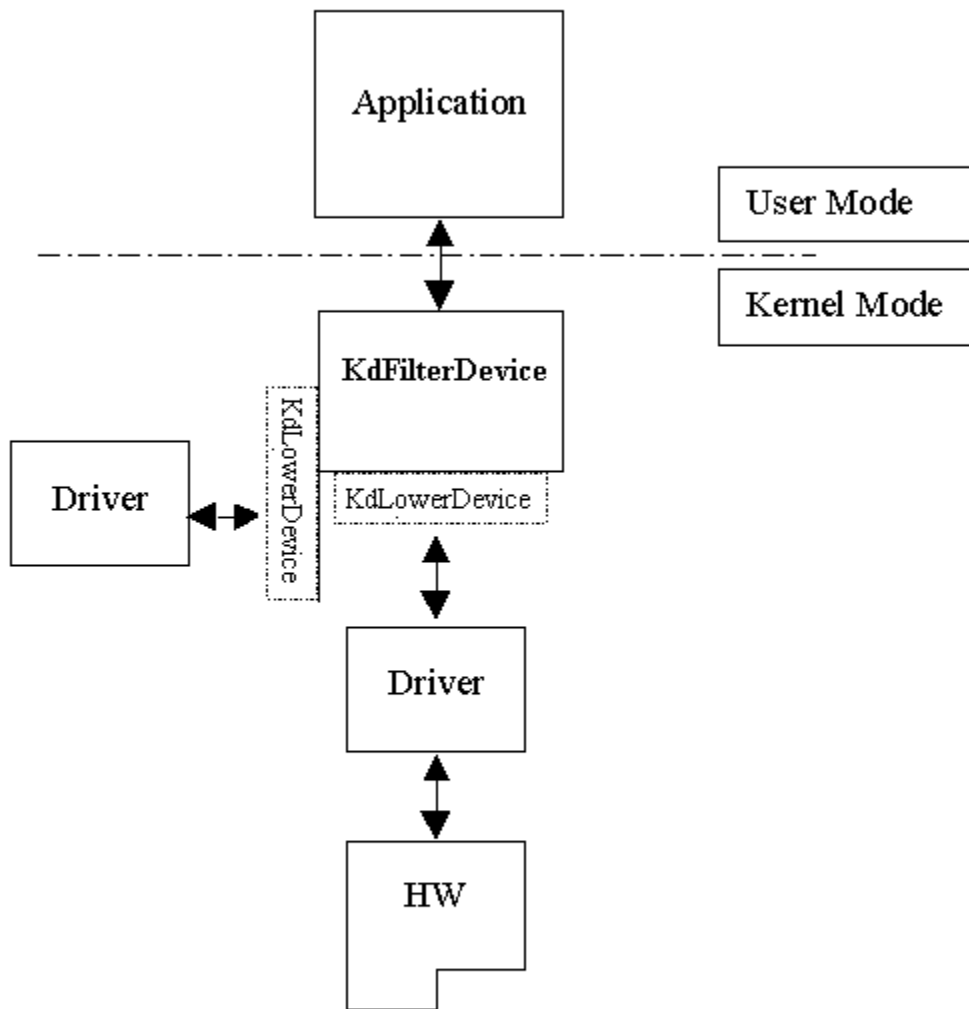 Application
User Mode
Kernel Mode
KdFilterDevice
KdLowerDevice
Driver
KdLowerDevice
Driver
HW